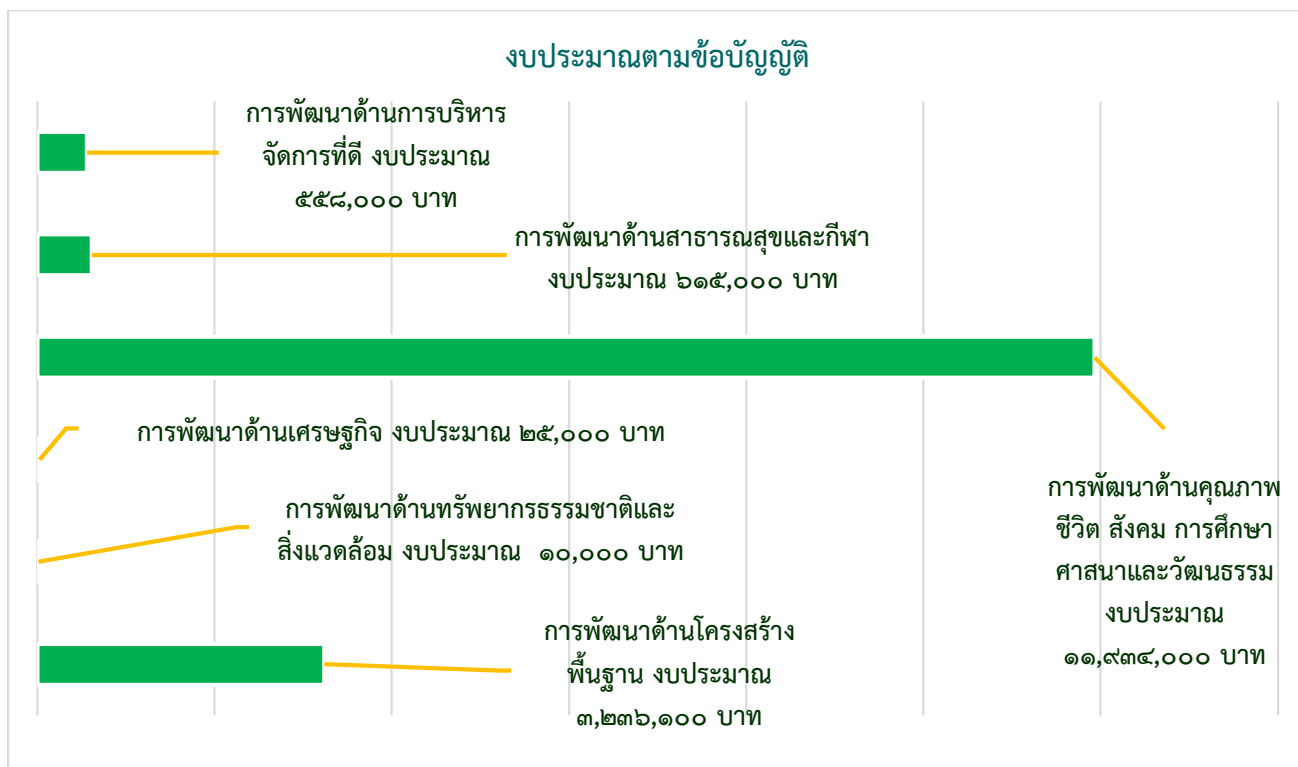 งบประมาณตามข้อบัญญัติ
การพัฒนาด้านการบริหาร
จัดการที่ดี งบประมาณ
๕๕๘,๐๐๐ บาท
การพัฒนาด้านสาธารณสุขและกีฬา
งบประมาณ ๖๑๕,๐๐๐ บาท
การพัฒนาด้านเศรษฐกิจ งบประมาณ ๒๕,๐๐๐ บาท
การพัฒนาด้านคุณภาพ
ชีวิต สังคม การศึกษา
ศาสนาและวัฒนธรรม
งบประมาณ
๑๑,๙๓๔,๐๐๐ บาท
การพัฒนาด้านทรัพยากรธรรมชาติและ
สิ่งแวดล้อม งบประมาณ ๑๐,๐๐๐ บาท
การพัฒนาด้านโครงสร้าง
พื้นฐาน งบประมาณ
๓,๒๓๖,๑๐๐ บาท